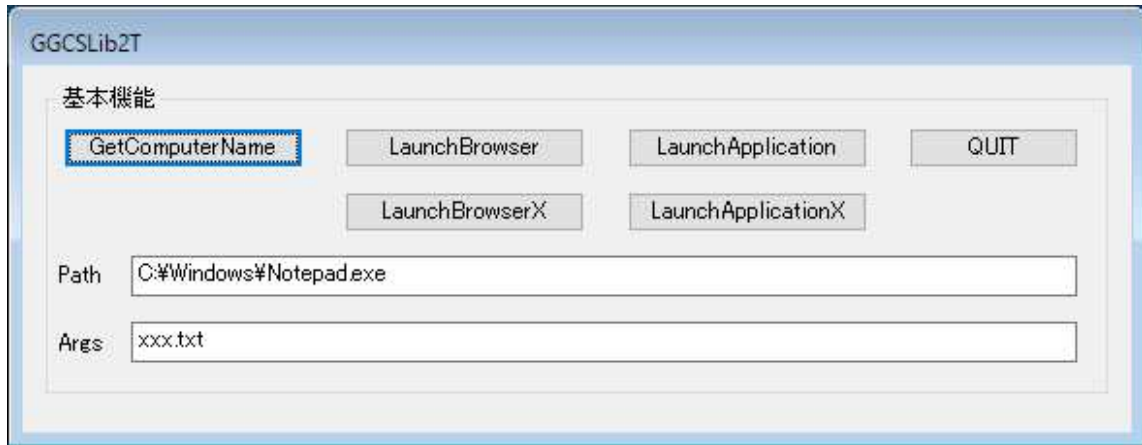 GGCSLib2T
基本機能
GetComputerName LaunchBrowser LaunchApplication QUIT
LaunchBrowserX LaunchApplicationX
Path C:¥Windows¥Notepad.exe
Args xxx.txt